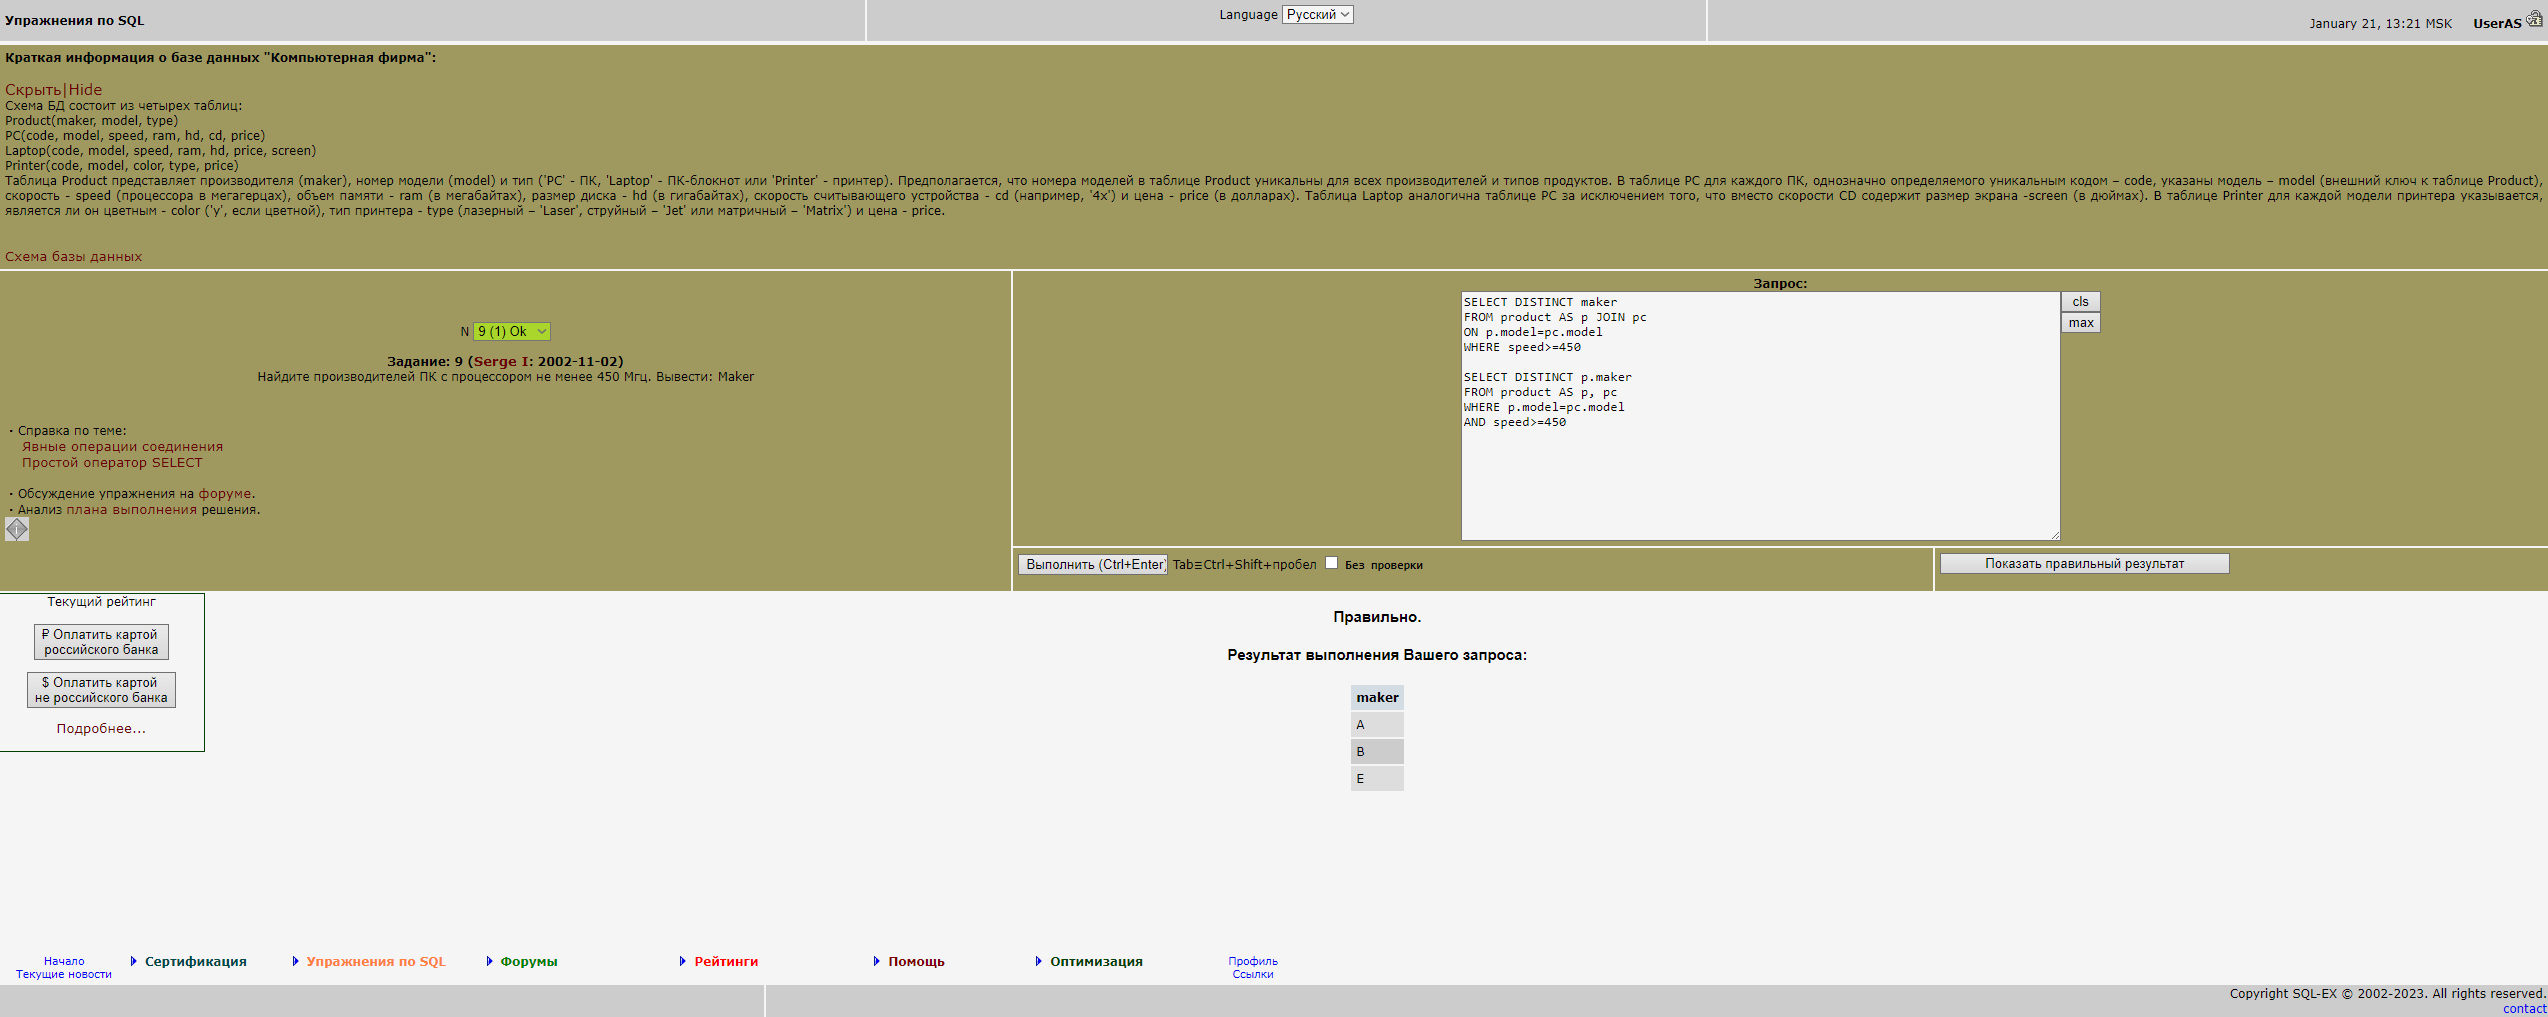 Упражнения по SQL
Language Русский
January 21, 13:21 MSK UserAS
Краткая информация о базе данных "Компьютерная фирма":
Скрыть|Hide
Схема БД состоит из четырех таблиц:
Product(maker, model, type)
PC(code, model, speed, ram, hd, cd, price)
Laptop(code, model, speed, ram, hd, price, screen)
Printer(code, model, color, type, price)
Таблица Product представляет производителя (maker), номер модели (model) и тип ('PC' - ПК, 'Laptop' - ПК-блокнот или 'Printer' - принтер). Предполагается, что номера моделей в таблице Product уникальны для всех производителей и типов продуктов. В таблице PC для каждого ПК, однозначно определяемого уникальным кодом – code, указаны модель – model (внешний ключ к таблице Product),
скорость - speed (процессора в мегагерцах), объем памяти - ram (в мегабайтах), размер диска - hd (в гигабайтах), скорость считывающего устройства - cd (например, '4x') и цена - price (в долларах). Таблица Laptop аналогична таблице PC за исключением того, что вместо скорости CD содержит размер экрана -screen (в дюймах). В таблице Printer для каждой модели принтера указывается,
является ли он цветным - color ('y', если цветной), тип принтера - type (лазерный – 'Laser', струйный – 'Jet' или матричный – 'Matrix') и цена - price.
Схема базы данных
N 9 (1) Ok
Задание: 9 (Serge I: 2002-11-02)
Найдите производителей ПК с процессором не менее 450 Мгц. Вывести: Maker
· Справка по теме:
Явные операции соединения
Простой оператор SELECT
· Обсуждение упражнения на форуме.
· Анализ плана выполнения решения.
Запрос:
SELECT DISTINCT maker
FROM product AS p JOIN pc
ON p.model=pc.model
WHERE speed>=450
SELECT DISTINCT p.maker
FROM product AS p, pc
WHERE p.model=pc.model
AND speed>=450
cls
max
Выполнить (Ctrl+Enter) Tab≡Ctrl+Shift+пробел Без проверки
Показать правильный результат
Текущий рейтинг
₽ Оплатить картой
российского банка
$ Оплатить картой
не российского банка
Подробнее...
Правильно.
Результат выполнения Вашего запроса:
maker
A
B
E
Начало
Текущие новости
Сертификация
Упражнения по SQL
Форумы
Рейтинги
Помощь
Оптимизация
Профиль
Ссылки
Copyright SQL-EX © 2002-2023. All rights reserved.
contact